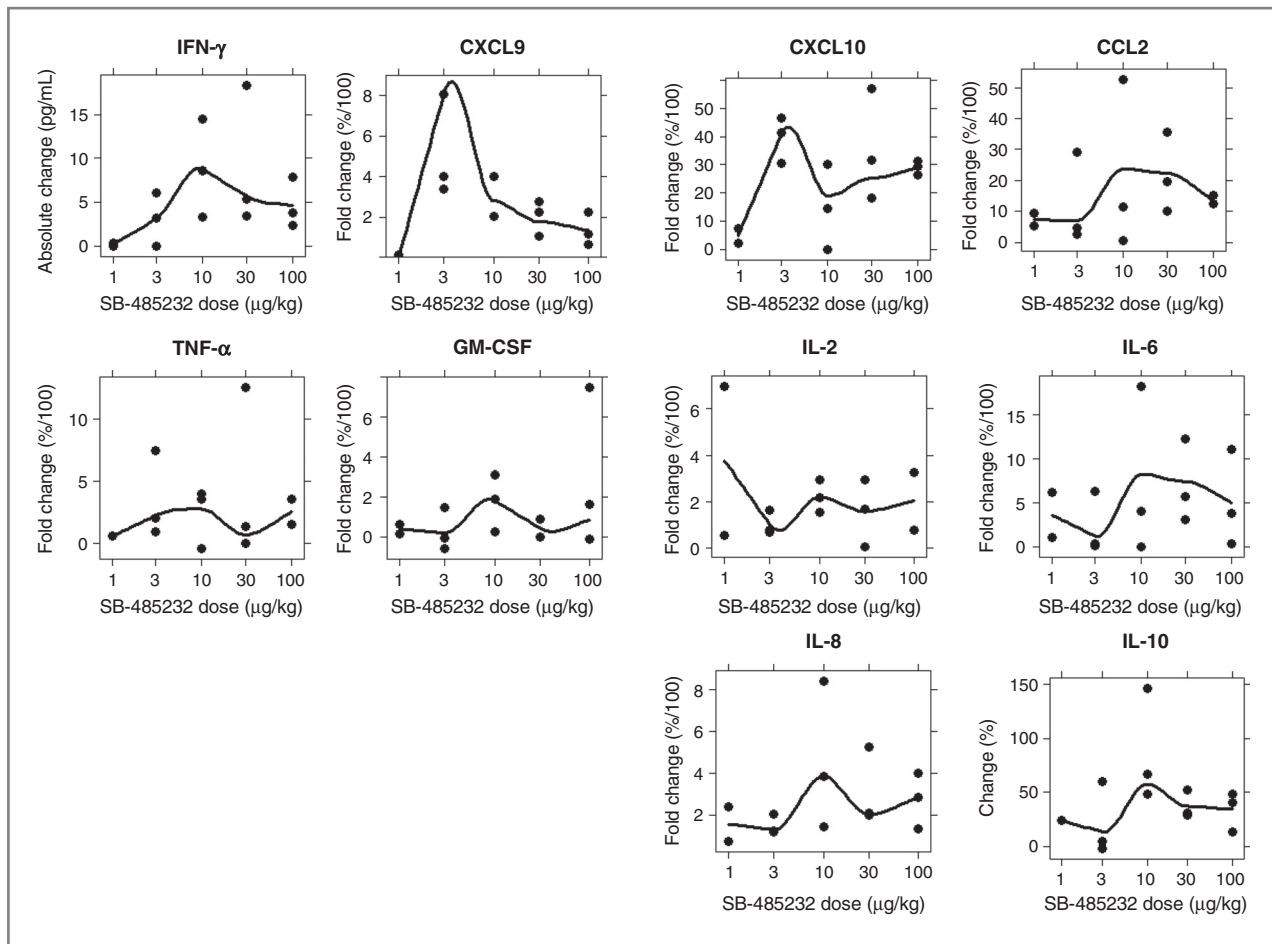 IFN-γ
Absolute change (pg/mL)
15
10
5
0
1 3 10 30 100
SB-485232 dose (μg/kg)
CXCL9
Fold change (%/100)
8
6
4
2
1 3 10 30 100
SB-485232 dose (μg/kg)
CXCL10
Fold change (%/100)
50
40
30
20
10
0
1 3 10 30 100
SB-485232 dose (μg/kg)
CCL2
Fold change (%/100)
50
40
30
20
10
0
1 3 10 30 100
SB-485232 dose (μg/kg)
TNF-α
Fold change (%/100)
10
5
0
1 3 10 30 100
SB-485232 dose (μg/kg)
GM-CSF
Fold change (%/100)
6
4
2
0
1 3 10 30 100
SB-485232 dose (μg/kg)
IL-2
Fold change (%/100)
6
4
2
0
1 3 10 30 100
SB-485232 dose (μg/kg)
IL-6
Fold change (%/100)
15
10
5
0
1 3 10 30 100
SB-485232 dose (μg/kg)
IL-8
Fold change (%/100)
8
6
4
2
1 3 10 30 100
SB-485232 dose (μg/kg)
IL-10
Change (%)
150
100
50
0
1 3 10 30 100
SB-485232 dose (μg/kg)